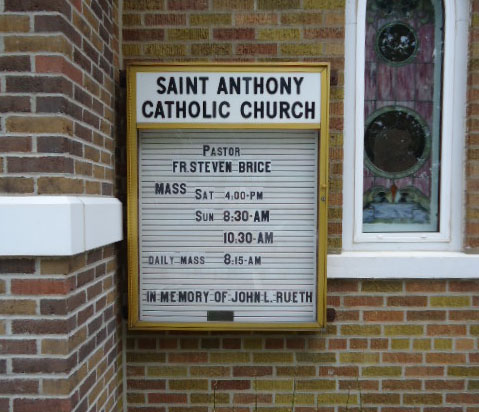 SAINT ANTHONY
CATHOLIC CHURCH
PASTOR
FR.STEVEN BRICE
MASS SAT 4.00-PM
SUN 8-30-AM
10.30-AM
DAILY MASS 8:15-AM
IN MEMORY OF JOHN L.RUETH